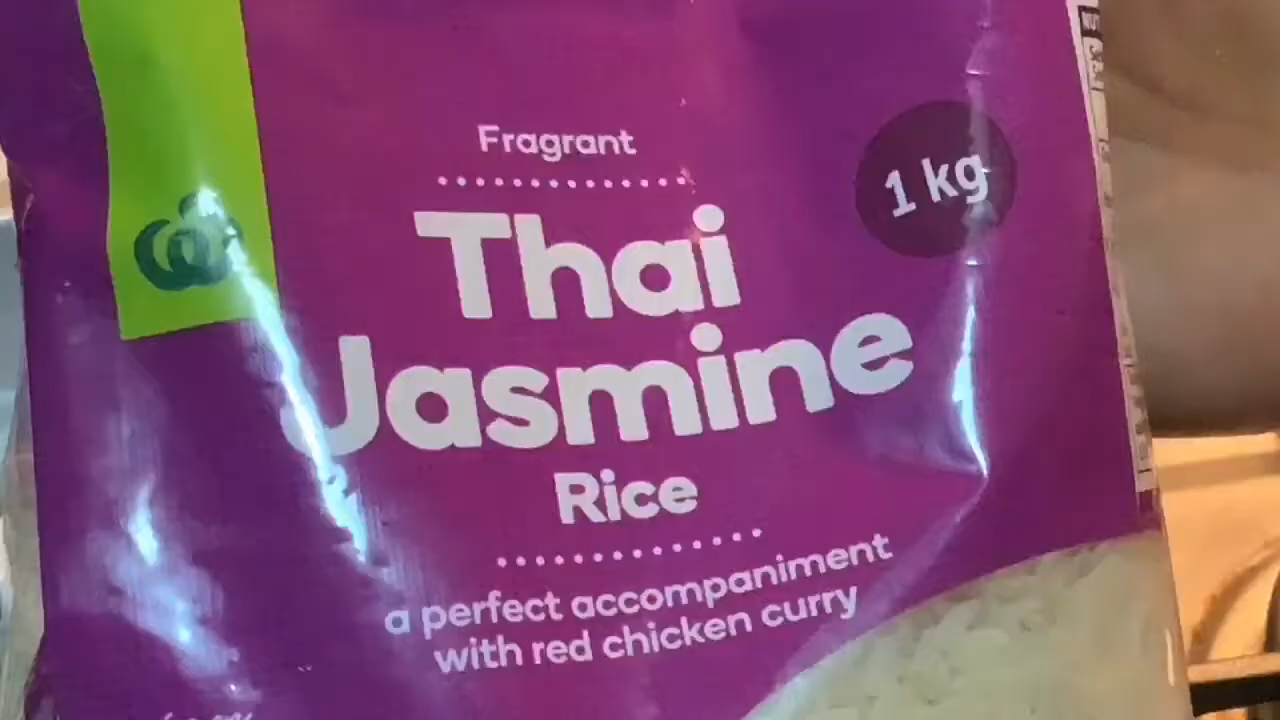 Fragrant
1 kg
Thai
Jasmine
Rice
a perfect accompaniment
with red chicken curry